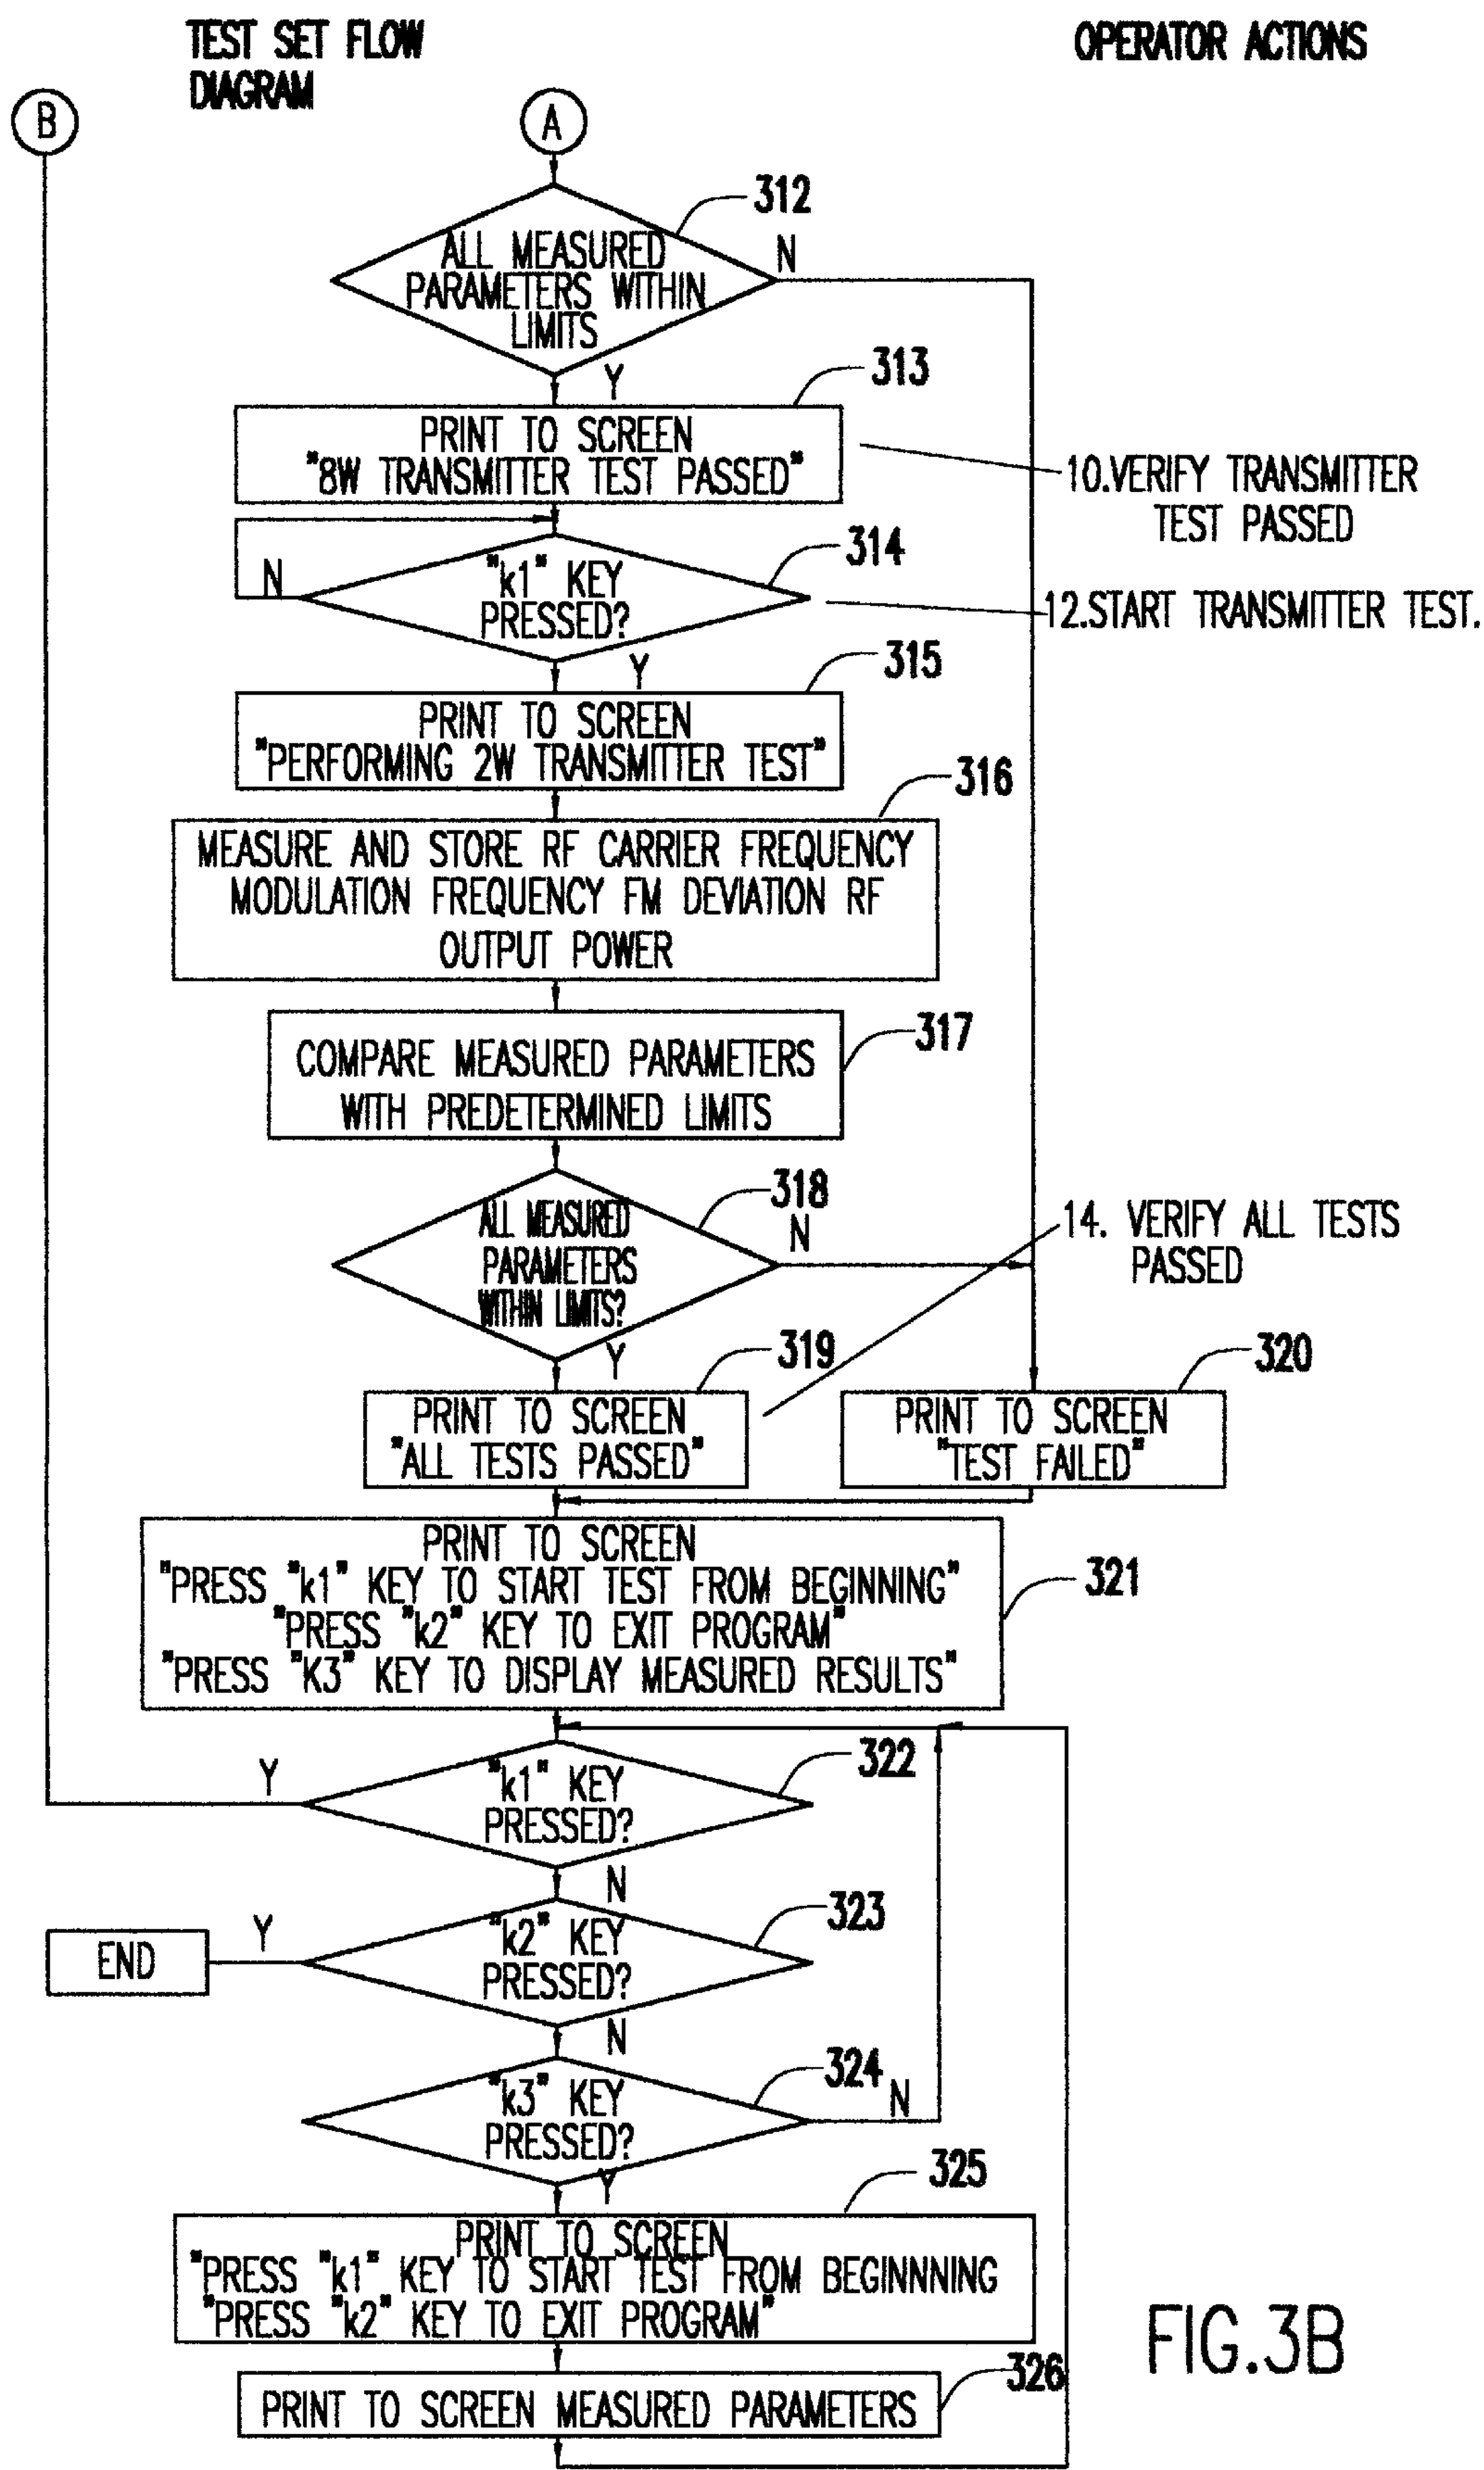 TEST SET FLOW
DIAGRAM
OPERATOR ACTIONS
B
A
312
ALL MEASURED
PARAMETERS WITHIN
LIMITS
N
Y
313
PRINT TO SCREEN
"8W TRANSMITTER TEST PASSED"
10.VERIFY TRANSMITTER
TEST PASSED
314
"k1" KEY
PRESSED?
N
12.START TRANSMITTER TEST.
Y
315
PRINT TO SCREEN
"PERFORMING 2W TRANSMITTER TEST"
316
MEASURE AND STORE RF CARRIER FREQUENCY
MODULATION FREQUENCY FM DEVIATION RF
OUTPUT POWER
317
COMPARE MEASURED PARAMETERS
WITH PREDETERMINED LIMITS
318
ALL MEASURED
PARAMETERS
WITHIN LIMITS?
N
14. VERIFY ALL TESTS
PASSED
Y
319
PRINT TO SCREEN
"ALL TESTS PASSED"
320
PRINT TO SCREEN
"TEST FAILED"
321
PRINT TO SCREEN
"PRESS "k1" KEY TO START TEST FROM BEGINNING"
"PRESS "k2" KEY TO EXIT PROGRAM"
"PRESS "K3" KEY TO DISPLAY MEASURED RESULTS"
322
Y
"k1" KEY
PRESSED?
N
323
END
Y
"k2" KEY
PRESSED?
N
324
"k3" KEY
PRESSED?
N
Y
325
PRINT TO SCREEN
"PRESS "k1" KEY TO START TEST FROM BEGINNNING
"PRESS "k2" KEY TO EXIT PROGRAM"
326
PRINT TO SCREEN MEASURED PARAMETERS
FIG.3B